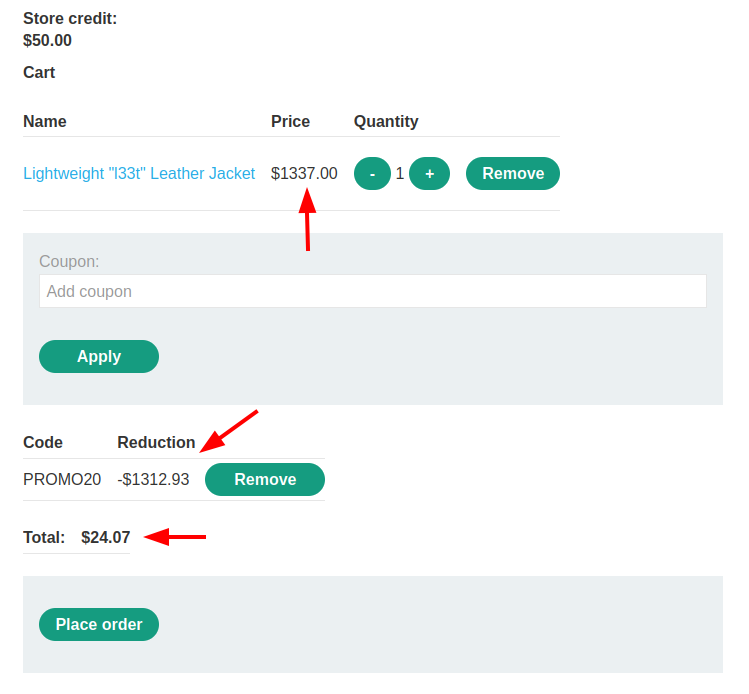 Store credit:
$50.00
Cart
Name Price Quantity
Lightweight "l33t" Leather Jacket $1337.00 - 1 + Remove
Coupon:
Add coupon
Apply
Code Reduction
PROMO20 -$1312.93 Remove
Total: $24.07
Place order